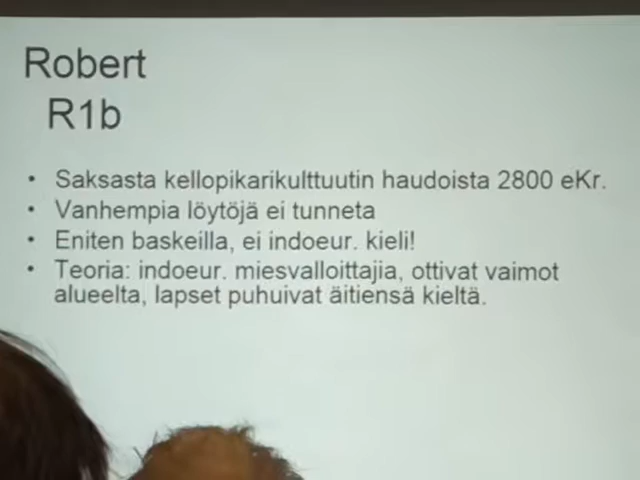 Robert
R1b
• Saksasta kellopikarikulttuutin haudoista 2800 eKr.
• Vanhempia löytöjä ei tunneta
• Eniten baskeilla, ei indoeur. kieli!
• Teoria: indoeur. miesvalloittajia, ottivat vaimot
alueelta, lapset puhuivat äitiensä kieltä.